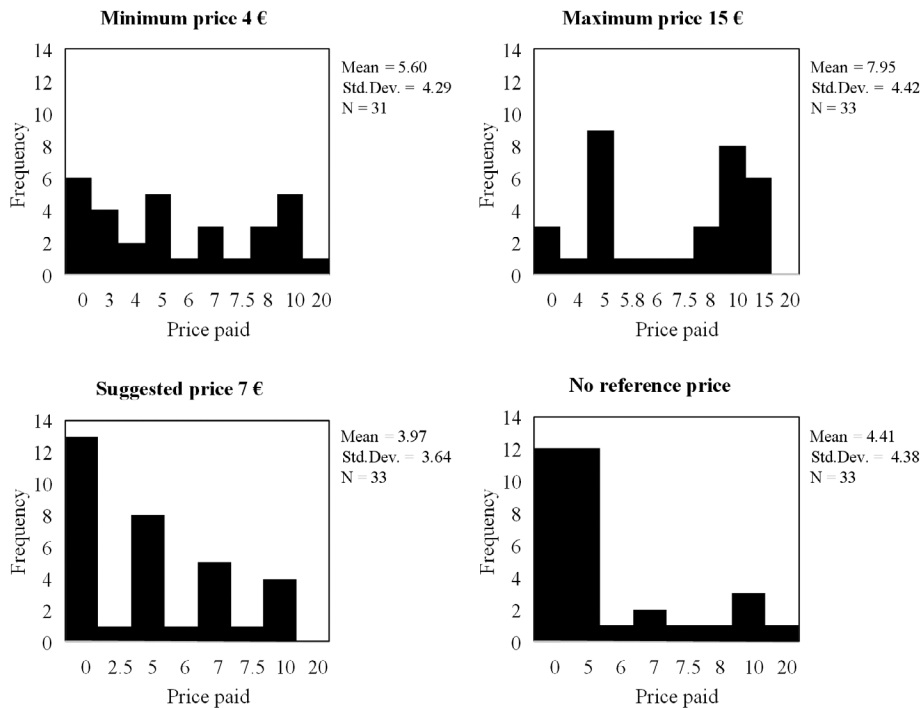 Minimum price 4 €
14
12
10
8
6
4
2
0
Frequency
0 3 4 5 6 7 7.5 8 10 20
Price paid
Mean = 5.60
Std.Dev. = 4.29
N = 31
Maximum price 15 €
14
12
10
8
6
4
2
0
Frequency
0 4 5 5.8 6 7.5 8 10 15 20
Price paid
Mean = 7.95
Std.Dev. = 4.42
N = 33
Suggested price 7 €
14
12
10
8
6
4
2
0
Frequency
0 2.5 5 6 7 7.5 10 20
Price paid
Mean = 3.97
Std.Dev. = 3.64
N = 33
No reference price
14
12
10
8
6
4
2
0
Frequency
0 5 6 7 7.5 8 10 20
Price paid
Mean = 4.41
Std.Dev. = 4.38
N = 33